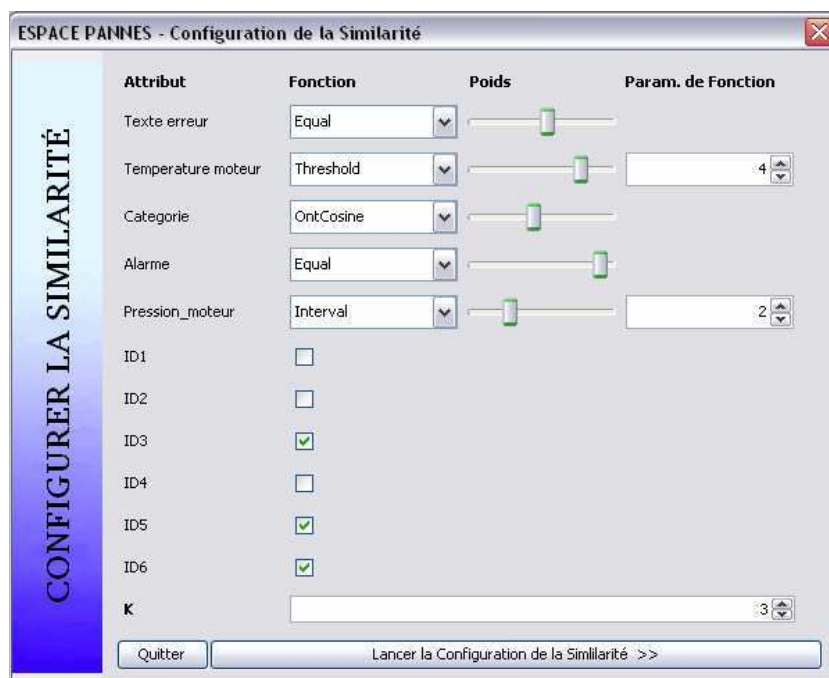 ESPACE PANNES - Configuration de la Similarité
CONFIGURER LA SIMILARITÉ
Attribut Fonction Poids Param. de Fonction
Texte erreur Equal
Temperature moteur Threshold 4
Categorie OntCosine
Alarme Equal
Pression_moteur Interval 2
ID1
ID2
ID3
ID4
ID5
ID6
K 3
Quitter Lancer la Configuration de la Simlilarité >>